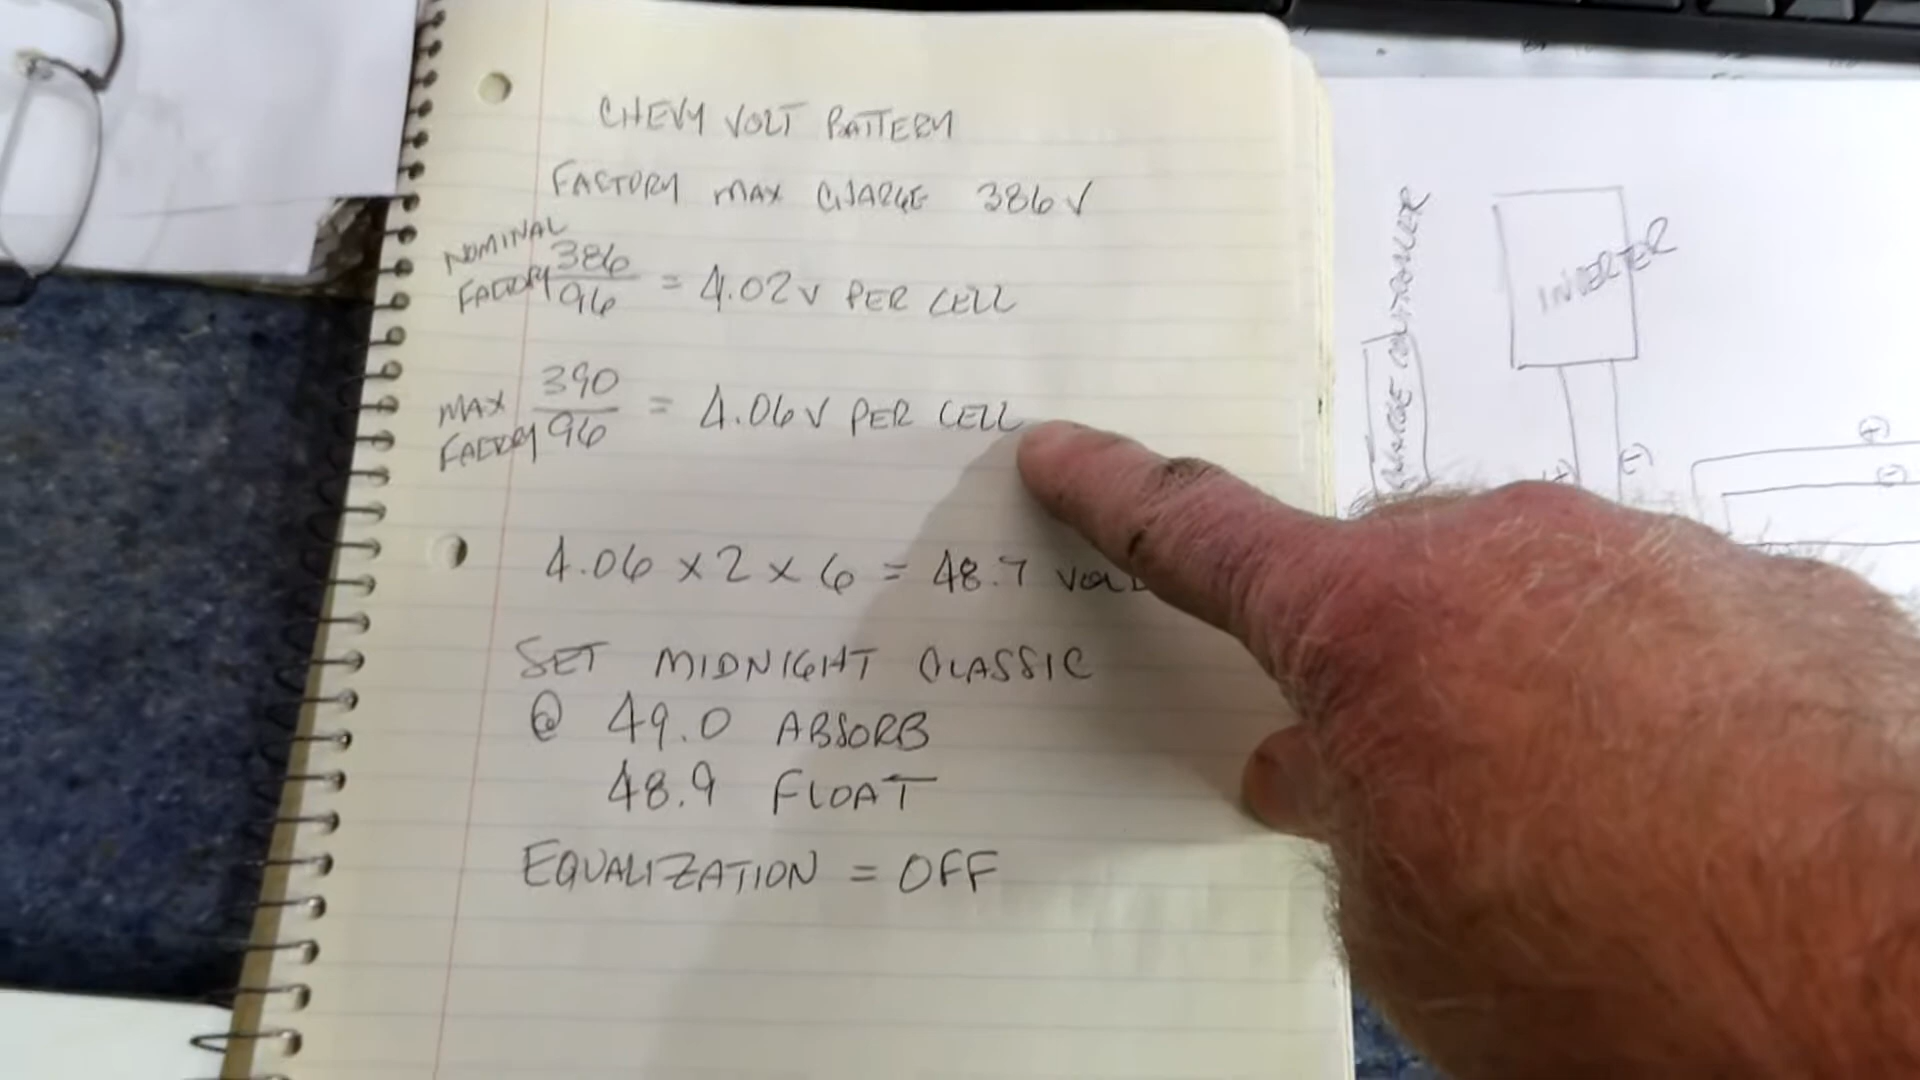 CHEVY VOLT BATTERY
FACTORY MAX CHARGE 386V
NOMINAL
FACTORY 386/96 = 4.02V PER CELL
MAX
FACTORY 390/96 = 4.06V PER CELL
4.06 x 2 x 6 = 48.7
SET MIDNIGHT CLASSIC
@ 49.0 ABSORB
48.9 FLOAT
EQUALIZATION = OFF
CHARGE CONTROLLER
INVERTER
(+)
(-)
(+)
(-)